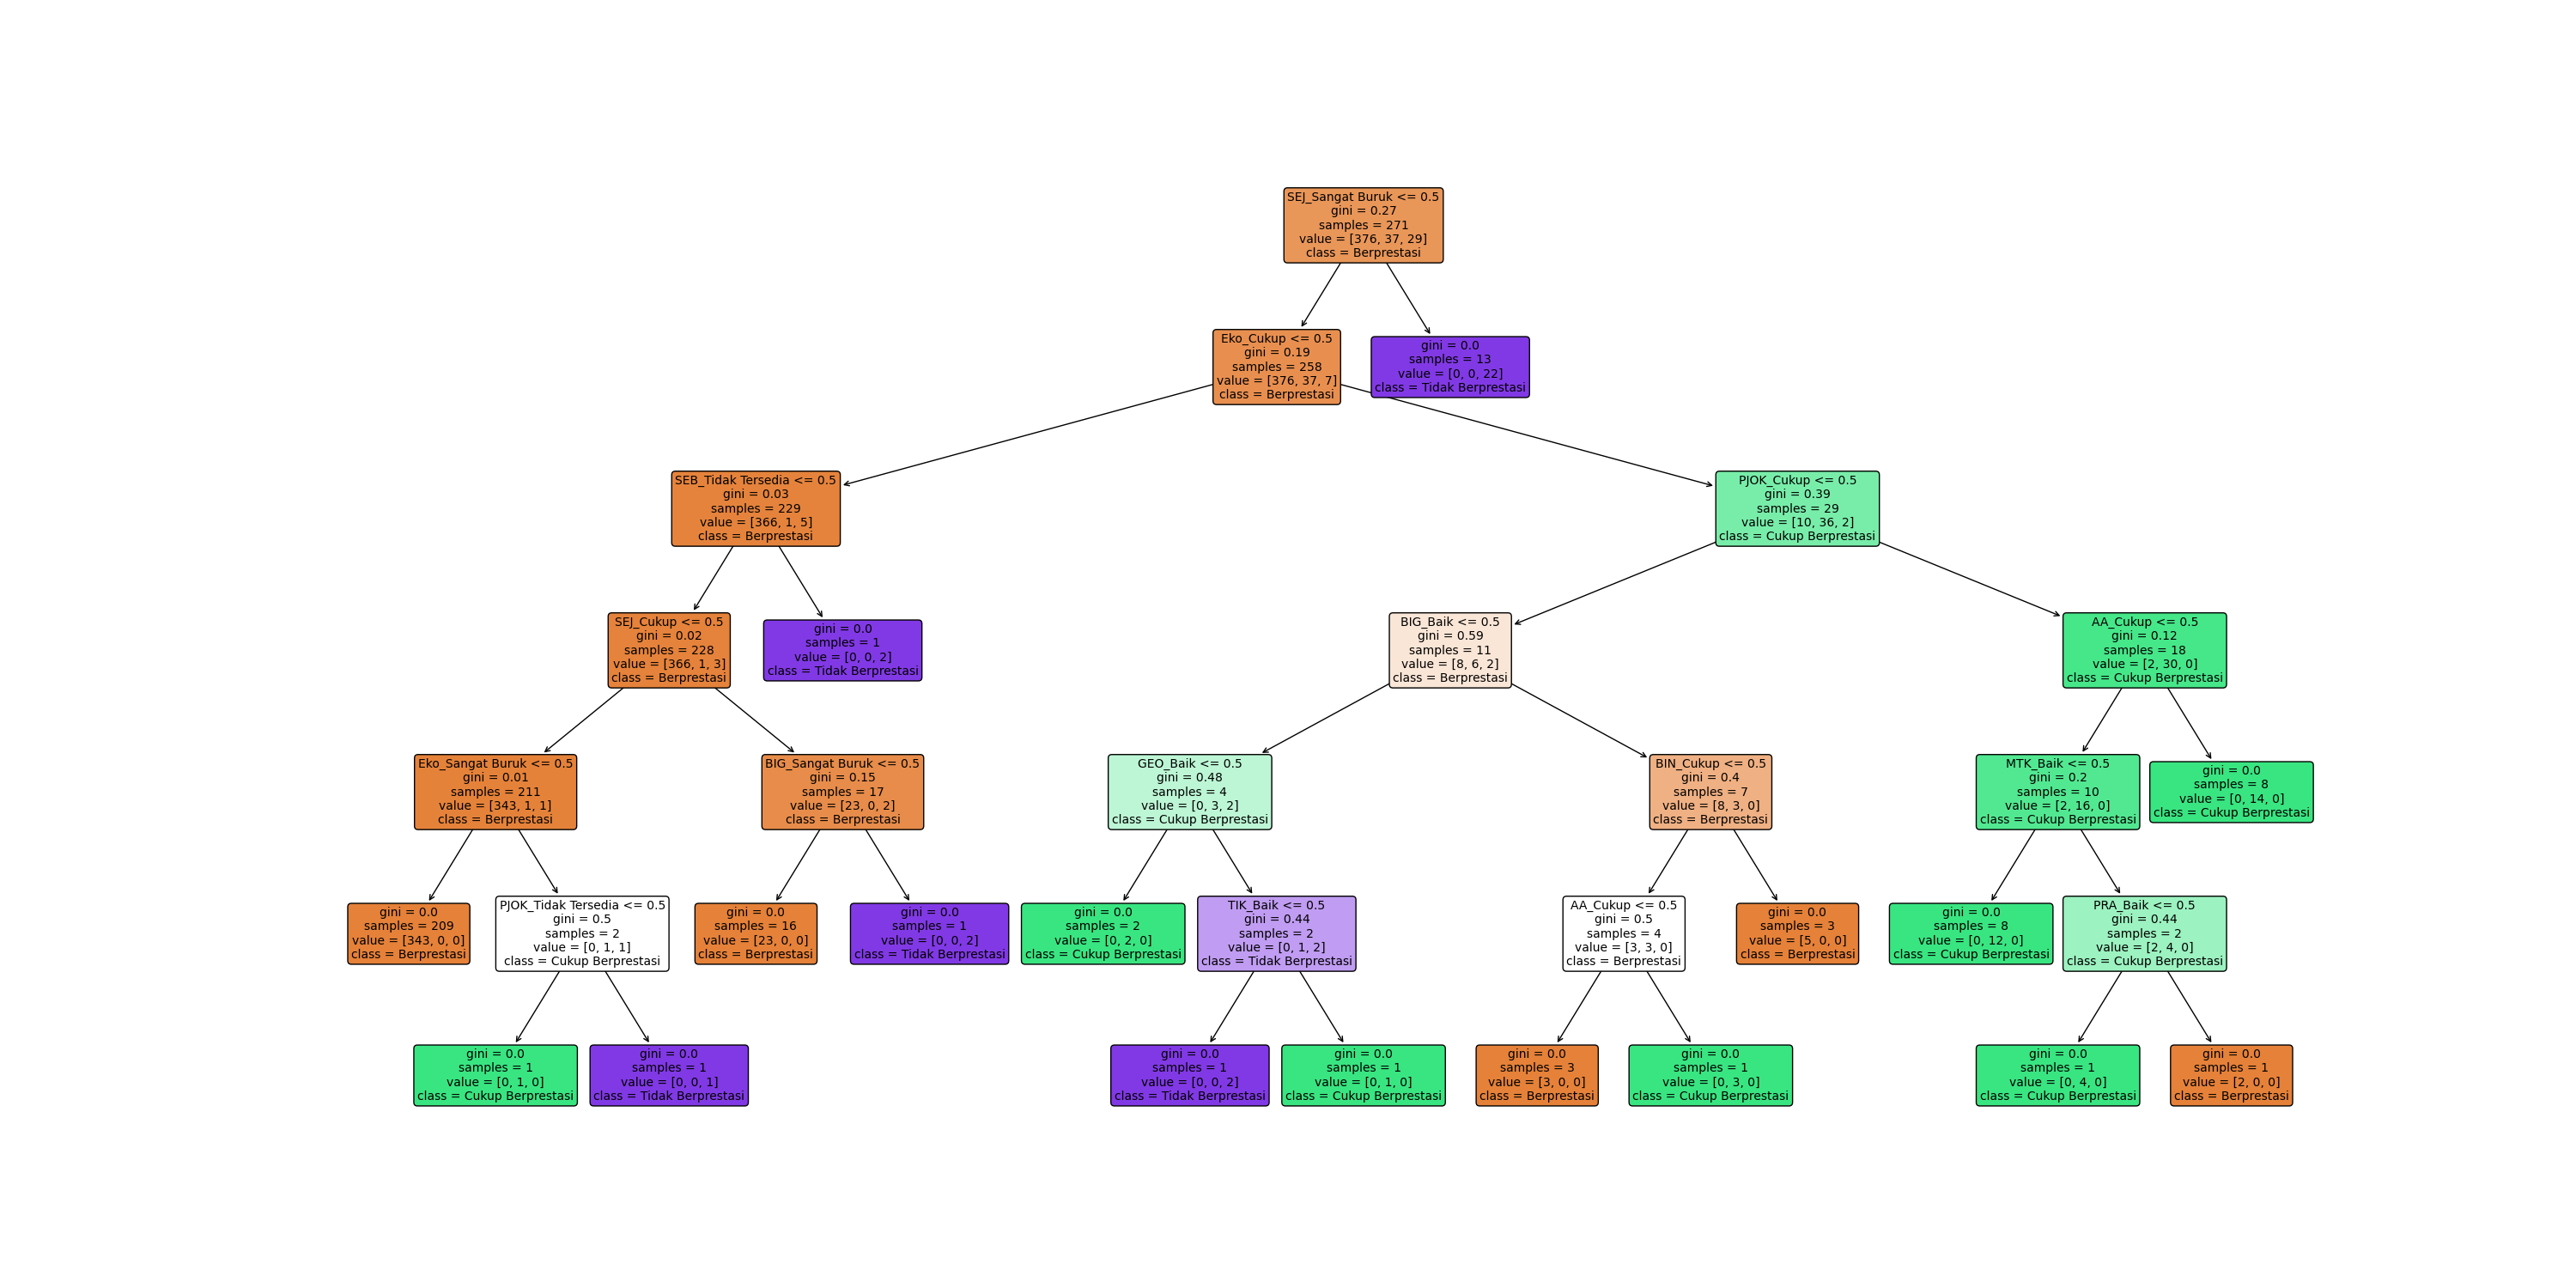 SEJ_Sangat Buruk <= 0.5
gini = 0.27
samples = 271
value = [376, 37, 29]
class = Berprestasi
Eko_Cukup <= 0.5
gini = 0.19
samples = 258
value = [376, 37, 7]
class = Berprestasi
gini = 0.0
samples = 13
value = [0, 0, 22]
class = Tidak Berprestasi
SEB_Tidak Tersedia <= 0.5
gini = 0.03
samples = 229
value = [366, 1, 5]
class = Berprestasi
PJOK_Cukup <= 0.5
gini = 0.39
samples = 29
value = [10, 36, 2]
class = Cukup Berprestasi
SEJ_Cukup <= 0.5
gini = 0.02
samples = 228
value = [366, 1, 3]
class = Berprestasi
gini = 0.0
samples = 1
value = [0, 0, 2]
class = Tidak Berprestasi
BIG_Baik <= 0.5
gini = 0.59
samples = 11
value = [8, 6, 2]
class = Berprestasi
AA_Cukup <= 0.5
gini = 0.12
samples = 18
value = [2, 30, 0]
class = Cukup Berprestasi
Eko_Sangat Buruk <= 0.5
gini = 0.01
samples = 211
value = [343, 1, 1]
class = Berprestasi
BIG_Sangat Buruk <= 0.5
gini = 0.15
samples = 17
value = [23, 0, 2]
class = Berprestasi
GEO_Baik <= 0.5
gini = 0.48
samples = 4
value = [0, 3, 2]
class = Cukup Berprestasi
BIN_Cukup <= 0.5
gini = 0.4
samples = 7
value = [8, 3, 0]
class = Berprestasi
MTK_Baik <= 0.5
gini = 0.2
samples = 10
value = [2, 16, 0]
class = Cukup Berprestasi
gini = 0.0
samples = 8
value = [0, 14, 0]
class = Cukup Berprestasi
gini = 0.0
samples = 209
value = [343, 0, 0]
class = Berprestasi
PJOK_Tidak Tersedia <= 0.5
gini = 0.5
samples = 2
value = [0, 1, 1]
class = Cukup Berprestasi
gini = 0.0
samples = 16
value = [23, 0, 0]
class = Berprestasi
gini = 0.0
samples = 1
value = [0, 0, 2]
class = Tidak Berprestasi
gini = 0.0
samples = 2
value = [0, 2, 0]
class = Cukup Berprestasi
TIK_Baik <= 0.5
gini = 0.44
samples = 2
value = [0, 1, 2]
class = Tidak Berprestasi
AA_Cukup <= 0.5
gini = 0.5
samples = 4
value = [3, 3, 0]
class = Berprestasi
gini = 0.0
samples = 3
value = [5, 0, 0]
class = Berprestasi
gini = 0.0
samples = 8
value = [0, 12, 0]
class = Cukup Berprestasi
PRA_Baik <= 0.5
gini = 0.44
samples = 2
value = [2, 4, 0]
class = Cukup Berprestasi
gini = 0.0
samples = 1
value = [0, 1, 0]
class = Cukup Berprestasi
gini = 0.0
samples = 1
value = [0, 0, 1]
class = Tidak Berprestasi
gini = 0.0
samples = 1
value = [0, 0, 2]
class = Tidak Berprestasi
gini = 0.0
samples = 1
value = [0, 1, 0]
class = Cukup Berprestasi
gini = 0.0
samples = 3
value = [3, 0, 0]
class = Berprestasi
gini = 0.0
samples = 1
value = [0, 3, 0]
class = Cukup Berprestasi
gini = 0.0
samples = 1
value = [0, 4, 0]
class = Cukup Berprestasi
gini = 0.0
samples = 1
value = [2, 0, 0]
class = Berprestasi